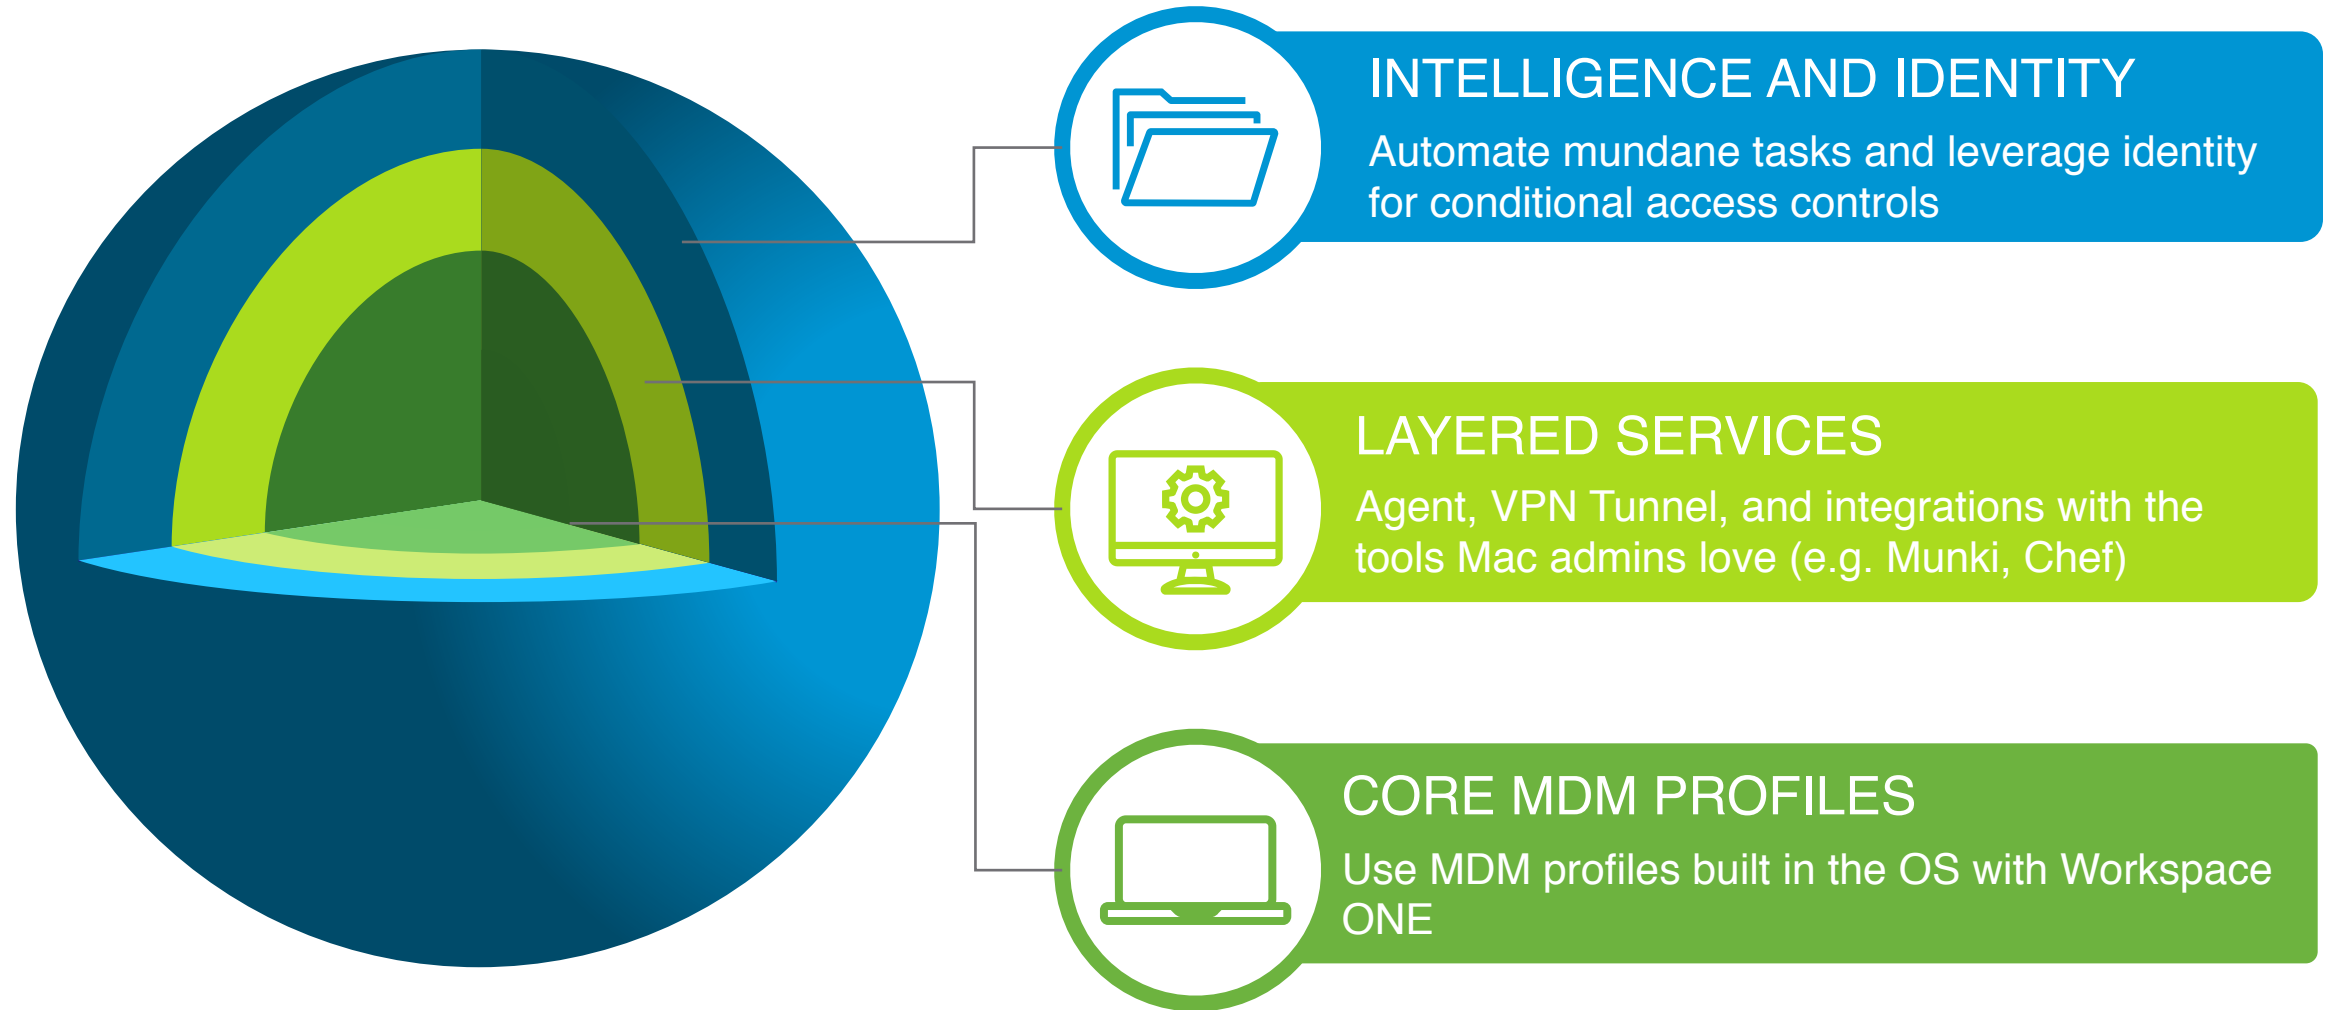 INTELLIGENCE AND IDENTITY
Automate mundane tasks and leverage identity
for conditional access controls
LAYERED SERVICES
Agent, VPN Tunnel, and integrations with the
tools Mac admins love (e.g. Munki, Chef)
CORE MDM PROFILES
Use MDM profiles built in the OS with Workspace
ONE